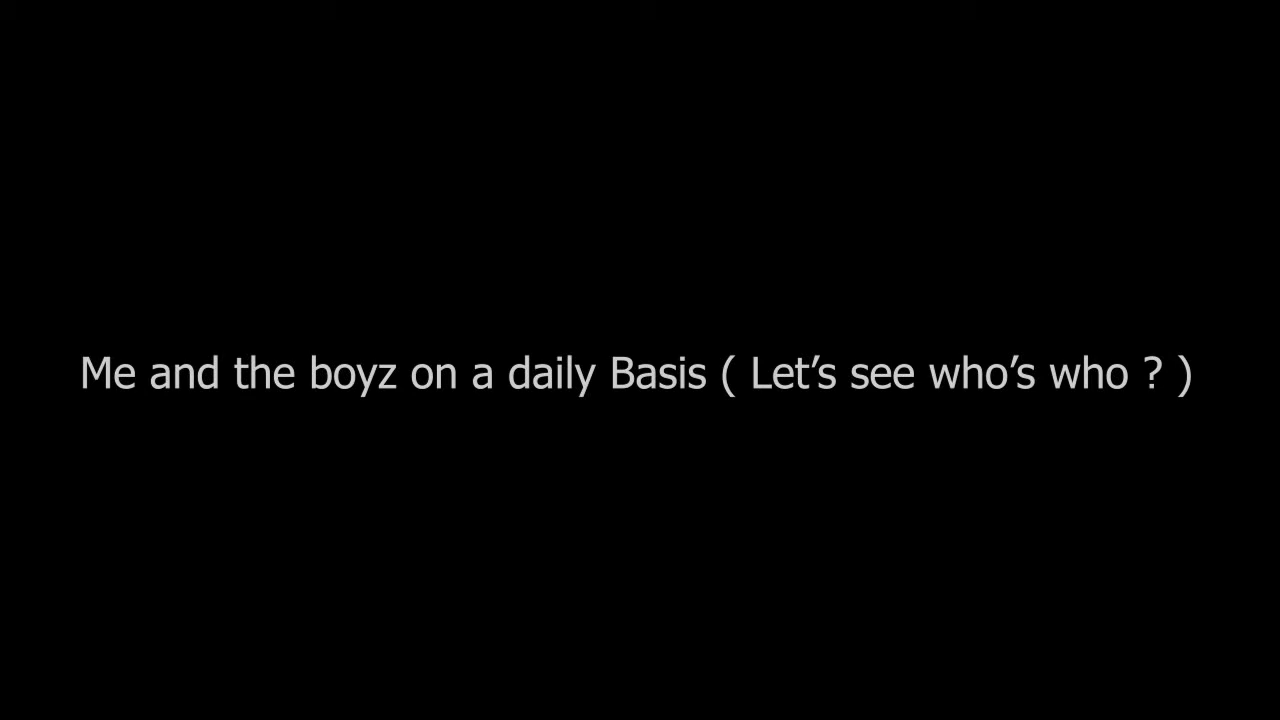 Me and the boyz on a daily Basis ( Let’s see who’s who ? )